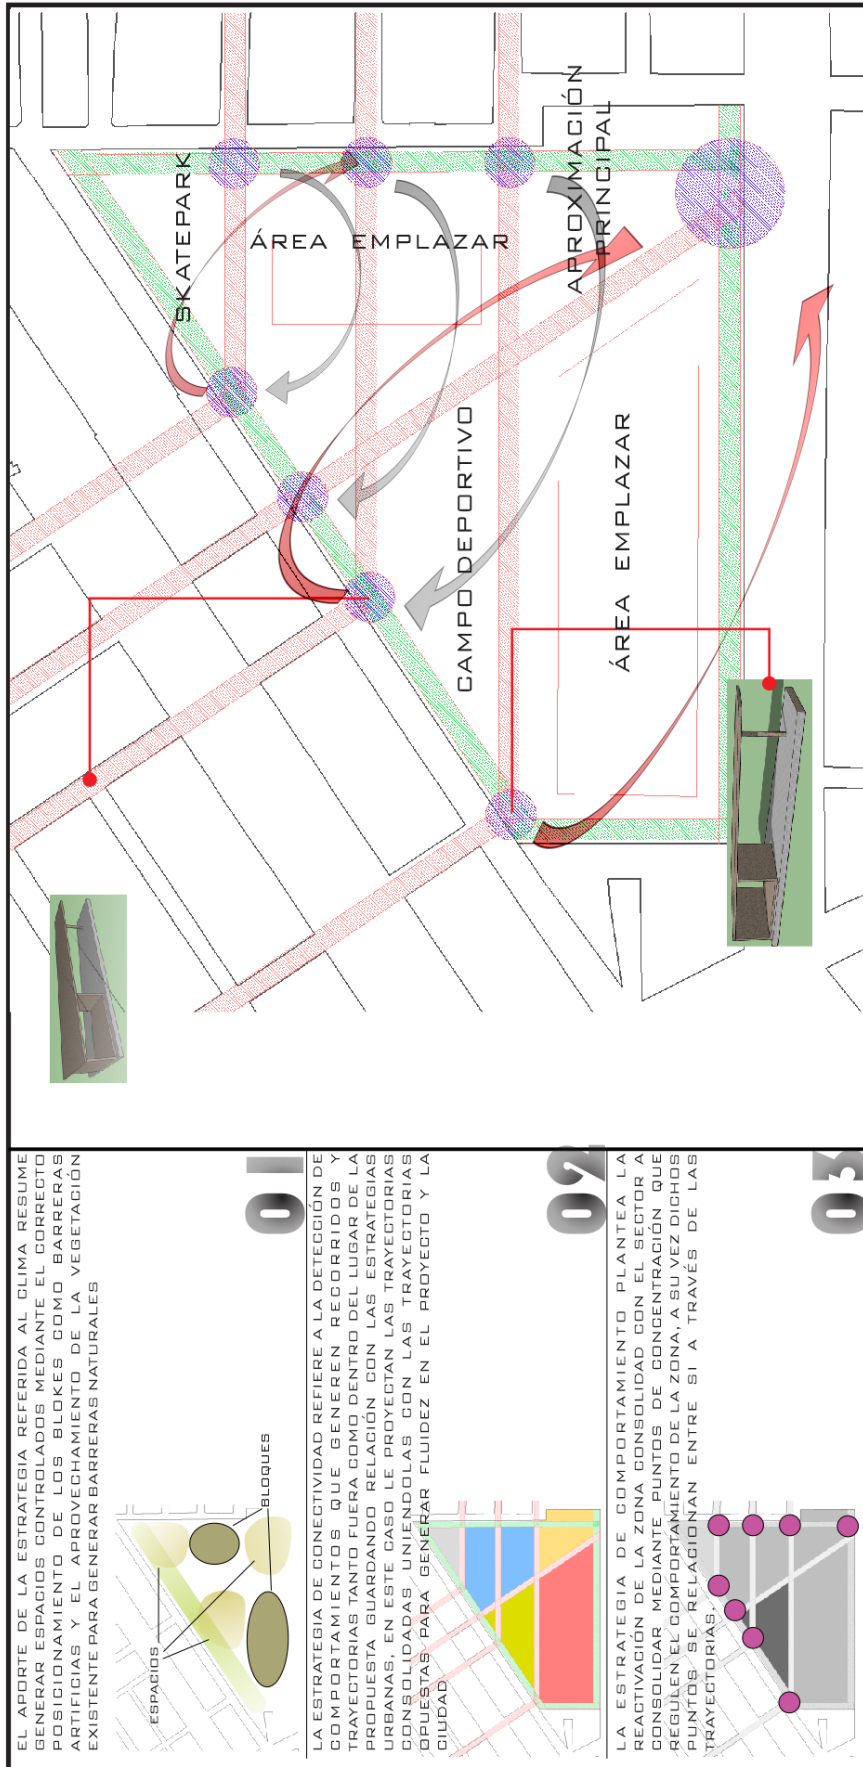 SKATEPARK
ÁREA EMPLAZAR
APROXIMACIÓN
PRINCIPAL
CAMPO DEPORTIVO
ÁREA EMPLAZAR
EL APORTE DE LA ESTRATEGIA REFERIDA AL CLIMA RESUME
GENERAR ESPACIOS CONTROLADOS MEDIANTE EL CORRECTO
POSICIONAMIENTO DE LOS BLOKES COMO BARRERAS
ARTIFICIAS Y EL APROVECHAMIENTO DE LA VEGETACIÓN
EXISTENTE PARA GENERAR BARRERAS NATURALES
ESPACIOS
BLOQUES
01
LA ESTRATEGIA DE CONECTIVIDAD REFIERE A LA DETECCIÓN DE
COMPORTAMIENTOS QUE GENEREN RECORRIDOS Y
TRAYECTORIAS TANTO FUERA COMO DENTRO DEL LUGAR DE LA
PROPUESTA GUARDANDO RELACIÓN CON LAS ESTRATEGIAS
URBANAS, EN ESTE CASO LE PROYECTAN LAS TRAYECTORIAS
CONSOLIDADAS UNIENDOLAS CON LAS TRAYECTORIAS
OPUESTAS PARA GENERAR FLUIDEZ EN EL PROYECTO Y LA
CIUDAD
02
LA ESTRATEGIA DE COMPORTAMIENTO PLANTEA LA
REACTIVACIÓN DE LA ZONA CONSOLIDAD CON EL SECTOR A
CONSOLIDAR MEDIANTE PUNTOS DE CONCENTRACIÓN QUE
REGULEN EL COMPORTAMIENTO DE LA ZONA, A SU VEZ DICHOS
PUNTOS SE RELACIONAN ENTRE SI A TRAVÉS DE LAS
TRAYECTORIAS.
03